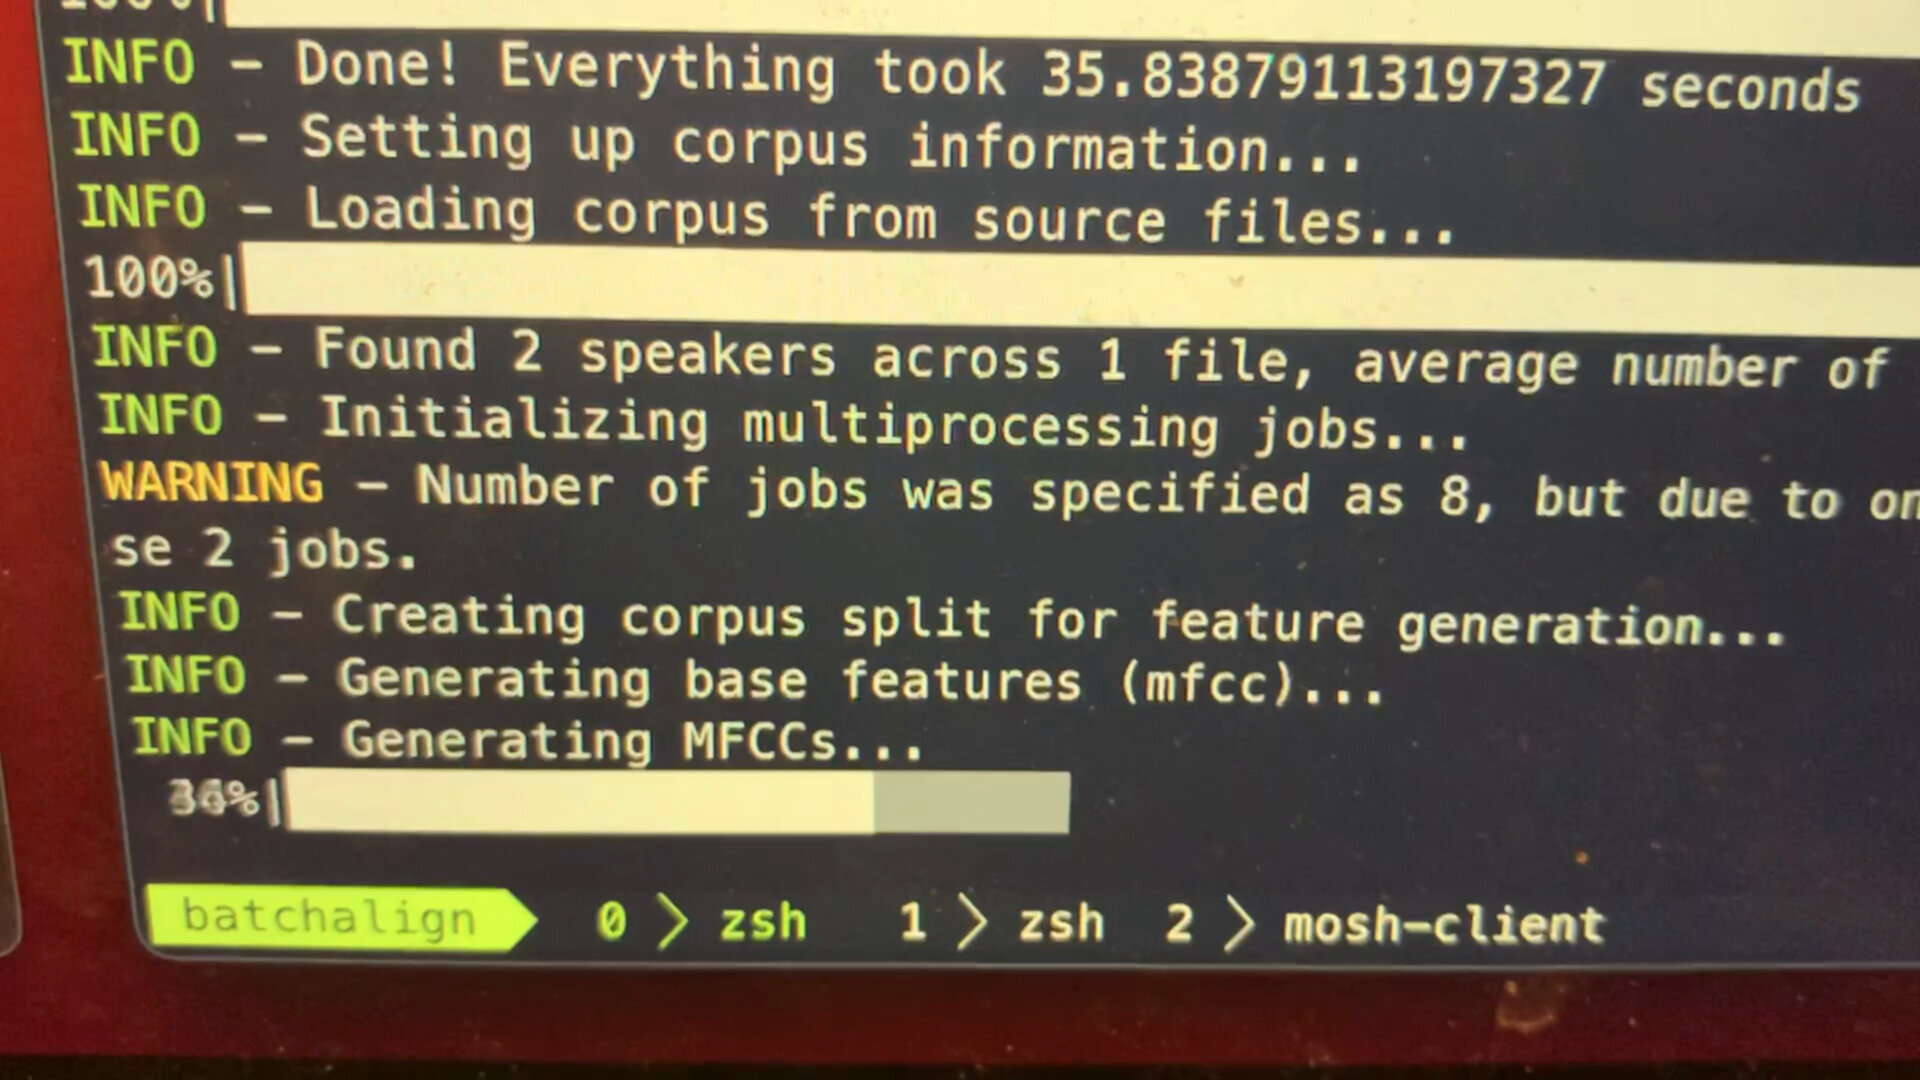 100%|
INFO - Done! Everything took 35.83879113197327 seconds
INFO - Setting up corpus information...
INFO - Loading corpus from source files...
100%|
INFO - Found 2 speakers across 1 file, average number of
INFO - Initializing multiprocessing jobs...
WARNING - Number of jobs was specified as 8, but due to on
se 2 jobs.
INFO - Creating corpus split for feature generation...
INFO - Generating base features (mfcc)...
INFO - Generating MFCCs...
batchalign 0 > zsh 1 > zsh 2 > mosh-client